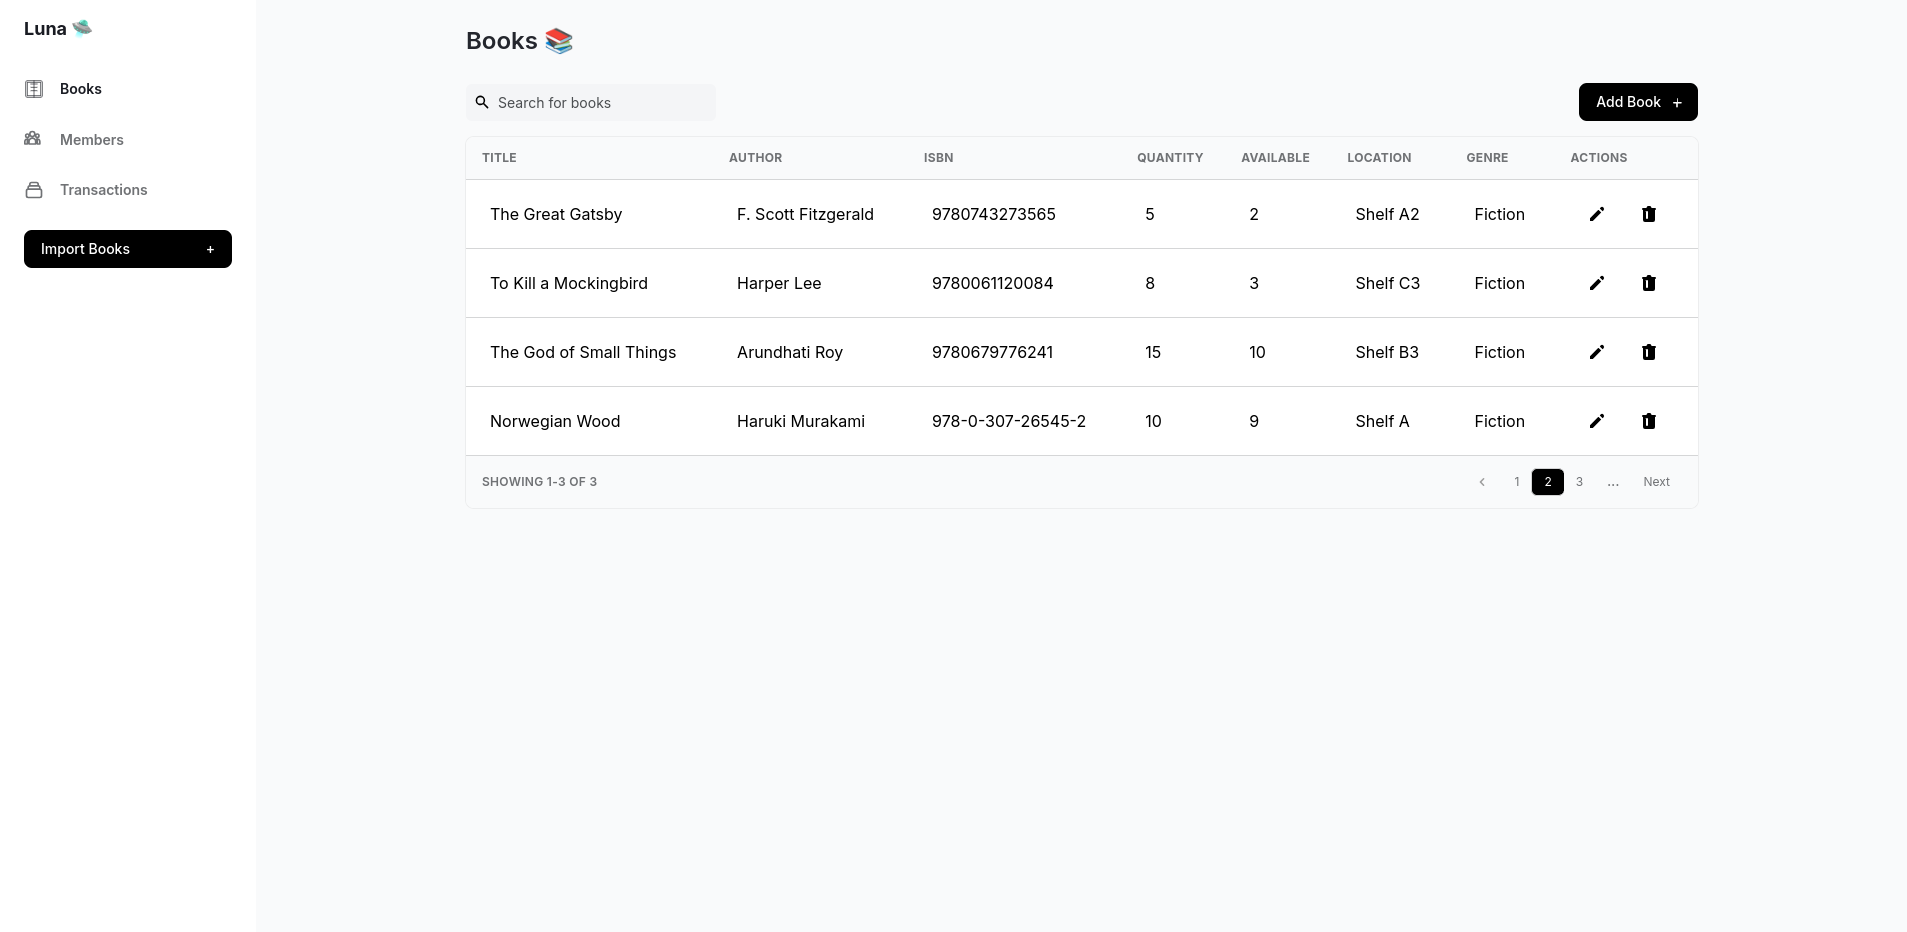 Luna 🛸
Books
Members
Transactions
Import Books +
Books 📚
Search for books
Add Book +
TITLE AUTHOR ISBN QUANTITY AVAILABLE LOCATION GENRE ACTIONS
The Great Gatsby F. Scott Fitzgerald 9780743273565 5 2 Shelf A2 Fiction
To Kill a Mockingbird Harper Lee 9780061120084 8 3 Shelf C3 Fiction
The God of Small Things Arundhati Roy 9780679776241 15 10 Shelf B3 Fiction
Norwegian Wood Haruki Murakami 978-0-307-26545-2 10 9 Shelf A Fiction
SHOWING 1-3 OF 3 < 1 2 3 ... Next